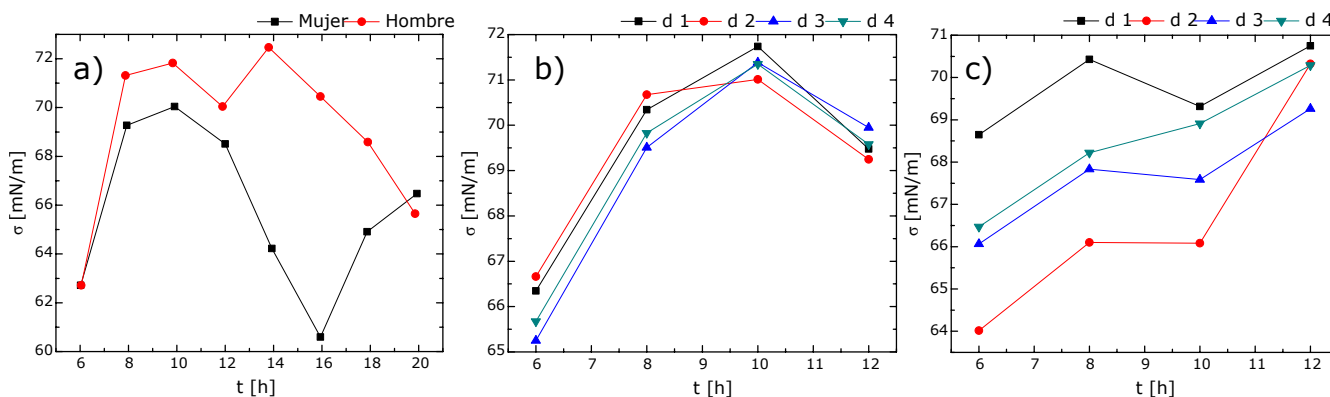 Mujer Hombre
a)
σ [mN/m]
72
70
68
66
64
62
60
6 8 10 12 14 16 18 20
t [h]
d 1 d 2 d 3 d 4
b)
σ [mN/m]
72
71
70
69
68
67
66
65
6 7 8 9 10 11 12
t [h]
d 1 d 2 d 3 d 4
c)
σ [mN/m]
71
70
69
68
67
66
65
64
6 7 8 9 10 11 12
t [h]